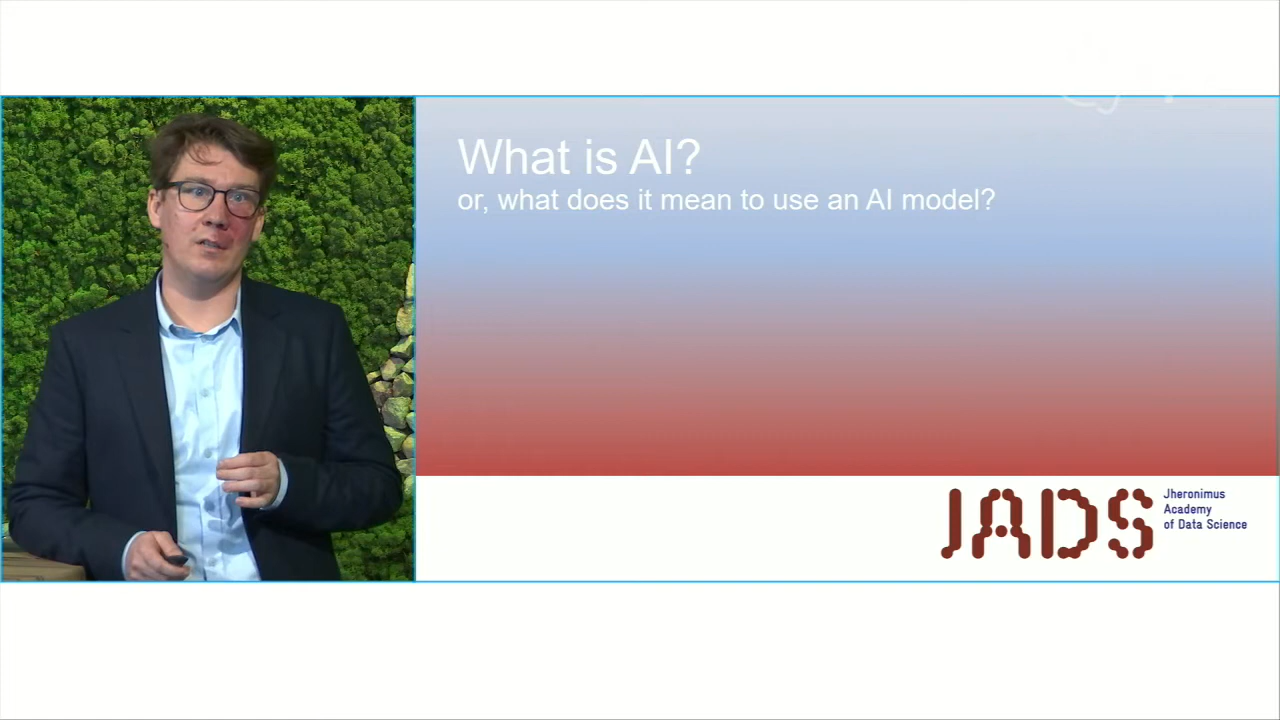 What is AI?
or, what does it mean to use an AI model?
JADS
Jheronimus
Academy
of Data Science